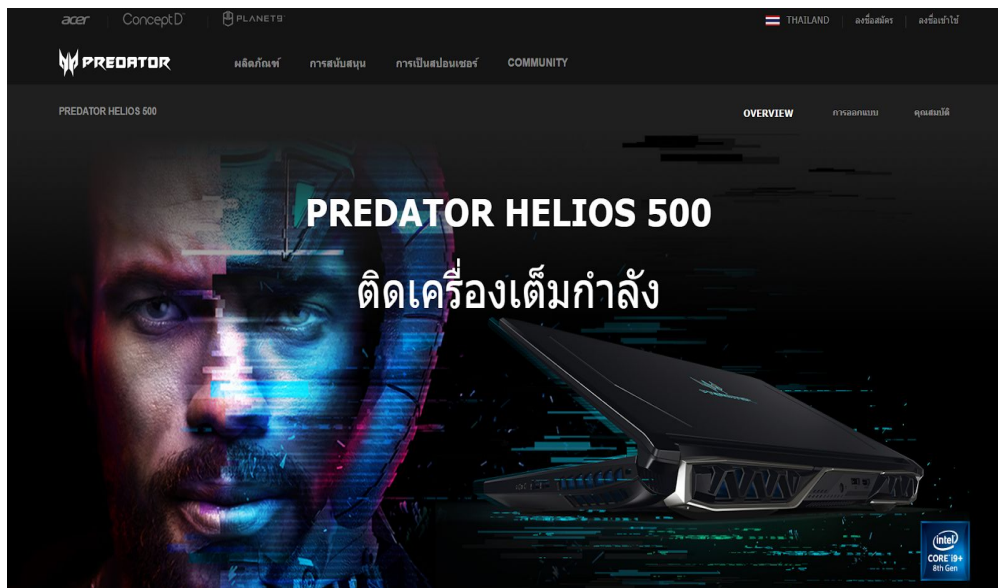 acer ConceptD PLANET9 THAILAND ลงชื่อสมัคร ลงชื่อเข้าใช้
PREDATOR ผลิตภัณฑ์ การสนับสนุน การเป็นสปอนเซอร์ COMMUNITY
PREDATOR HELIOS 500 OVERVIEW การออกแบบ คุณสมบัติ
PREDATOR HELIOS 500
ติดเครื่องเต็มกำลัง
PREDATOR
intel
CORE i9+
8th Gen